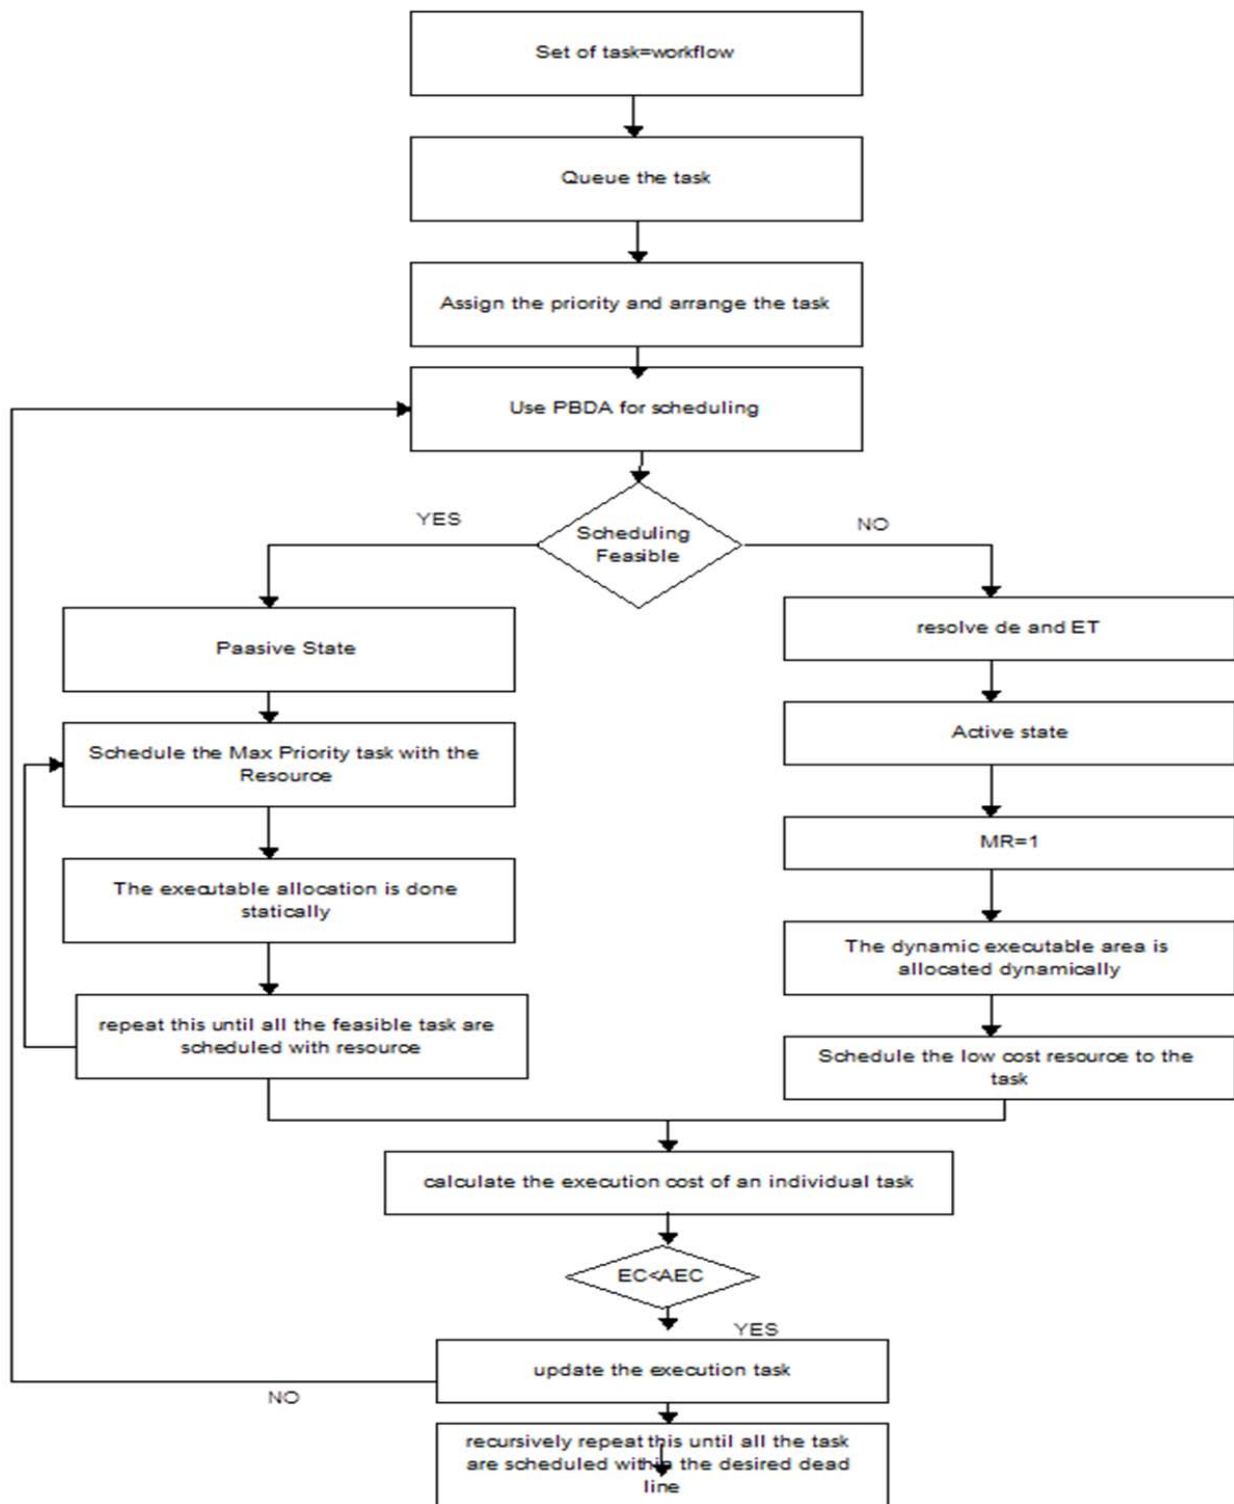 Set of task=workflow
Queue the task
Assign the priority and arrange the task
Use PBDA for scheduling
YES
Scheduling
Feasible
NO
Paasive State
resolve de and ET
Schedule the Max Priority task with the
Resource
Active state
MR=1
The executable allocation is done
statically
The dynamic executable area is
allocated dynamically
repeat this until all the feasible task are
scheduled with resource
Schedule the low cost resource to the
task
calculate the execution cost of an individual task
EC<AEC
YES
update the execution task
NO
recursively repeat this until all the task
are scheduled within the desired dead
line